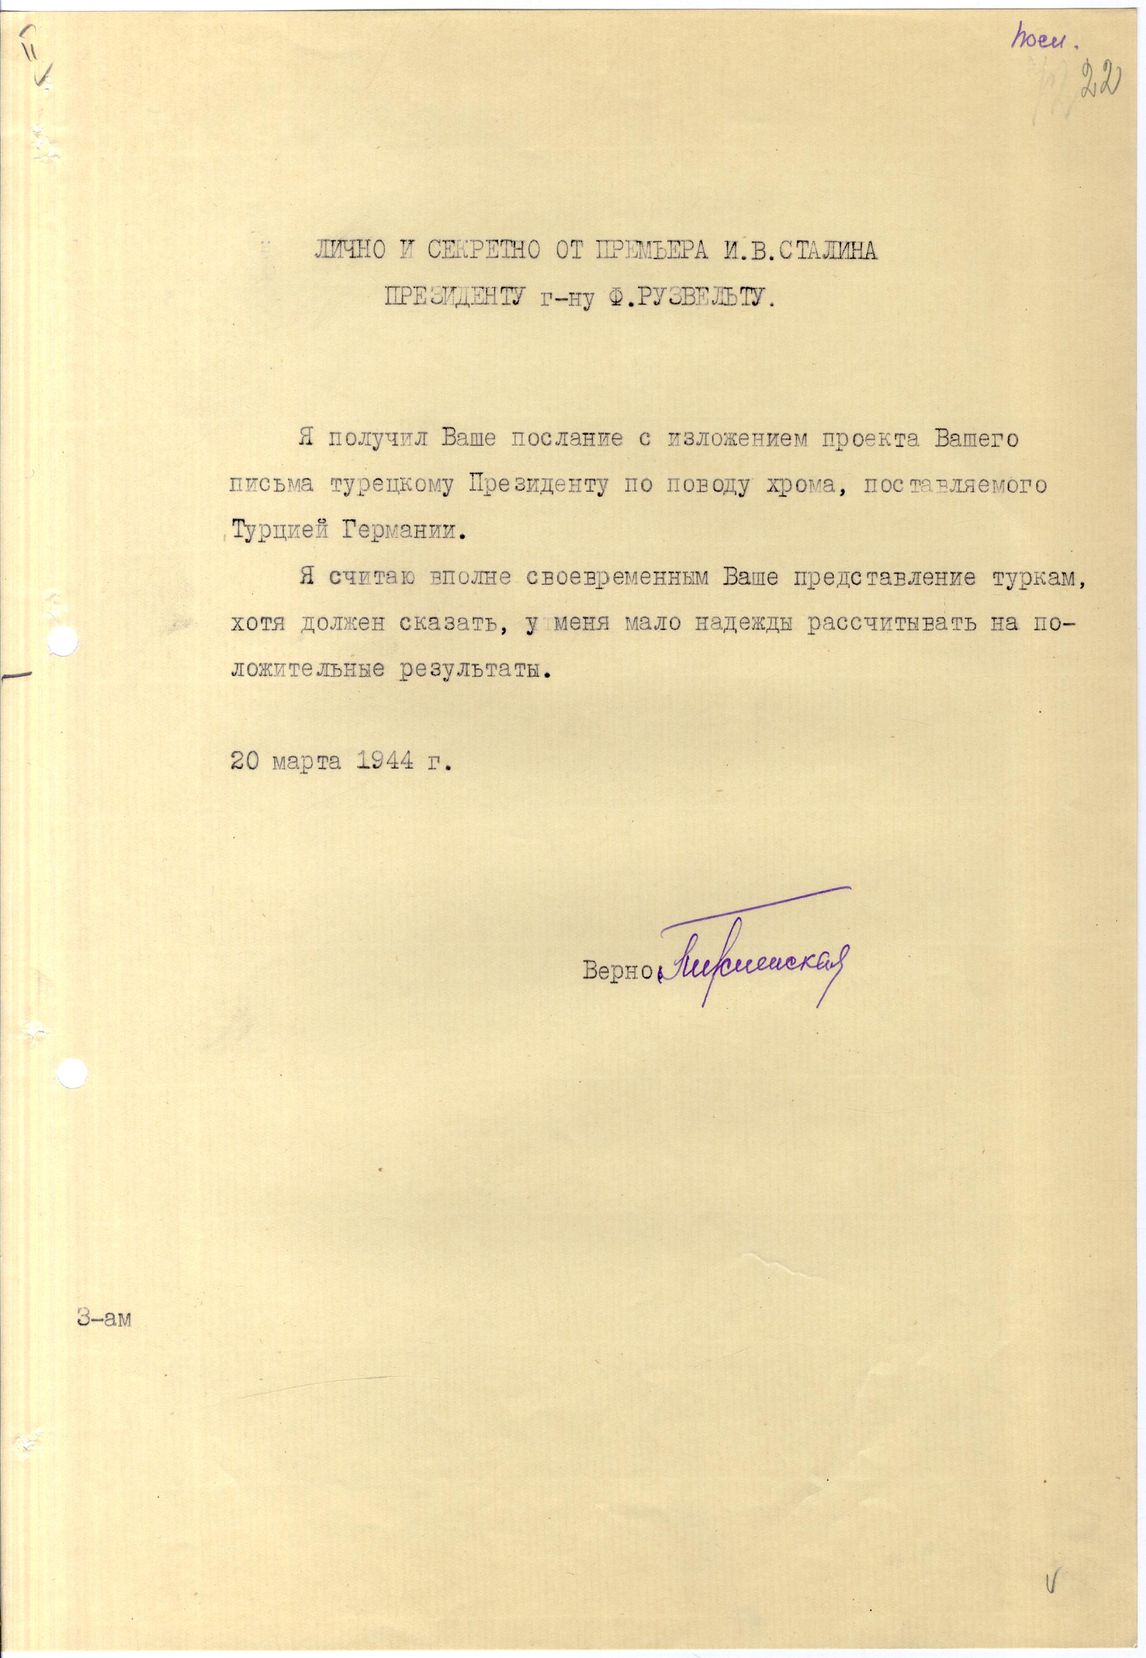 22
ЛИЧНО И СЕКРЕТНО ОТ ПРЕМЬЕРА И.В.СТАЛИНА
ПРЕЗИДЕНТУ г-ну Ф.РУЗВЕЛЬТУ.
Я получил Ваше послание с изложением проекта Вашего
письма турецкому Президенту по поводу хрома, поставляемого
Турцией Германии.
Я считаю вполне своевременным Ваше представление туркам,
хотя должен сказать, у меня мало надежды рассчитывать на по-
ложительные результаты.
20 марта 1944 г.
Верно:
3-ам